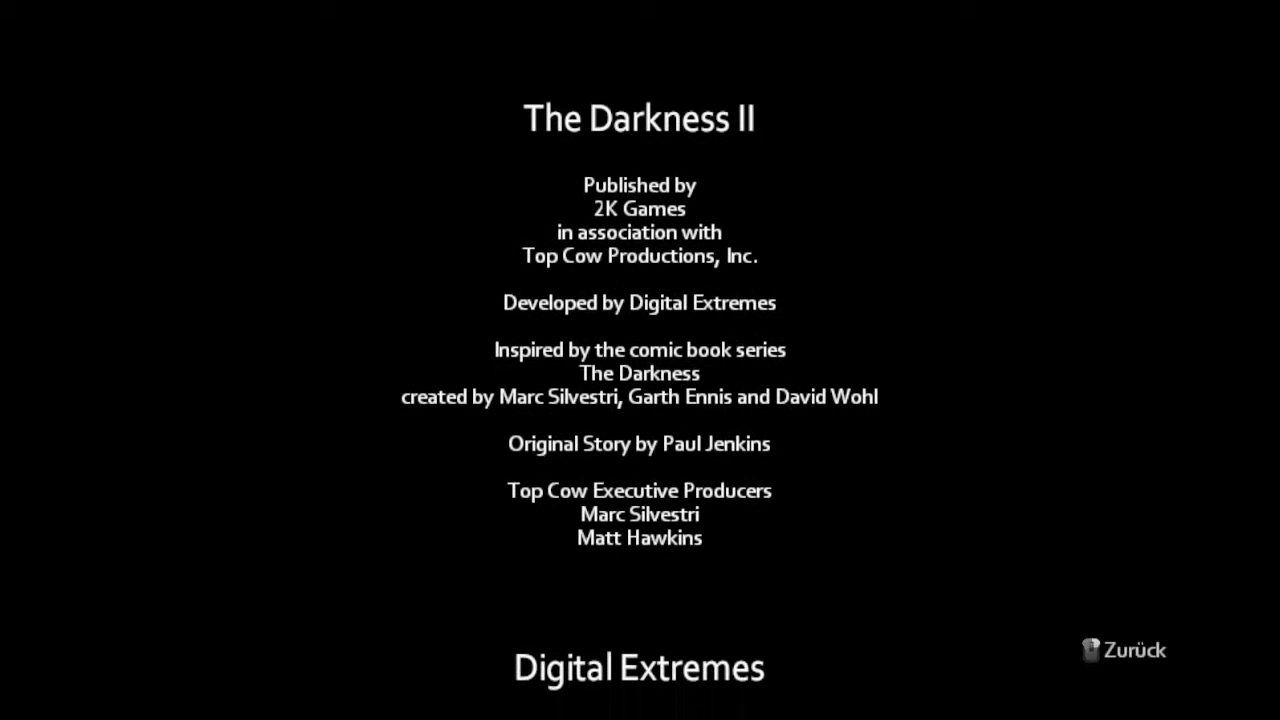 The Darkness II
Published by
2K Games
in association with
Top Cow Productions, Inc.
Developed by Digital Extremes
Inspired by the comic book series
The Darkness
created by Marc Silvestri, Garth Ennis and David Wohl
Original Story by Paul Jenkins
Top Cow Executive Producers
Marc Silvestri
Matt Hawkins
Zurück
Digital Extremes